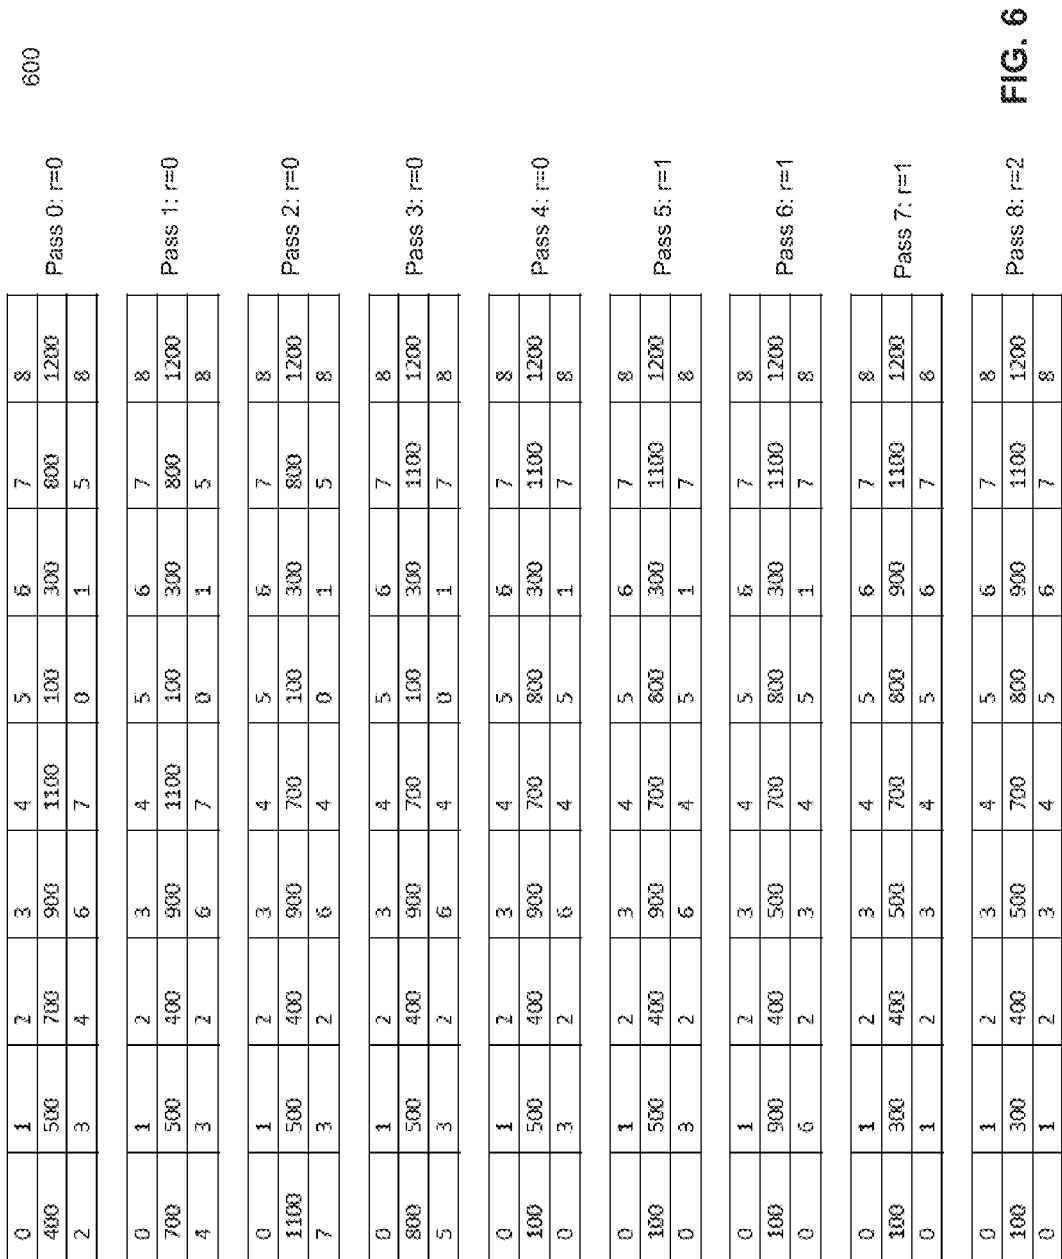 600
0 1 2 3 4 5 6 7 8
400 500 700 900 1100 100 300 800 1200 Pass 0: r=0
2 3 4 6 7 0 1 5 8
0 1 2 3 4 5 6 7 8
700 500 400 900 1100 100 300 800 1200 Pass 1: r=0
4 3 2 6 7 0 1 5 8
0 1 2 3 4 5 6 7 8
1100 500 400 900 700 100 300 800 1200 Pass 2: r=0
7 3 2 6 4 0 1 5 8
0 1 2 3 4 5 6 7 8
800 500 400 900 700 100 300 1100 1200 Pass 3: r=0
5 3 2 6 4 0 1 7 8
0 1 2 3 4 5 6 7 8
100 500 400 900 700 800 300 1100 1200 Pass 4: r=0
0 3 2 6 4 5 1 7 8
0 1 2 3 4 5 6 7 8
100 500 400 900 700 800 300 1100 1200 Pass 5: r=1
0 3 2 6 4 5 1 7 8
0 1 2 3 4 5 6 7 8
100 900 400 500 700 800 300 1100 1200 Pass 6: r=1
0 6 2 3 4 5 1 7 8
0 1 2 3 4 5 6 7 8
100 300 400 500 700 800 900 1100 1200 Pass 7: r=1
0 1 2 3 4 5 6 7 8
0 1 2 3 4 5 6 7 8
100 300 400 500 700 800 900 1100 1200 Pass 8: r=2
0 1 2 3 4 5 6 7 8
FIG. 6